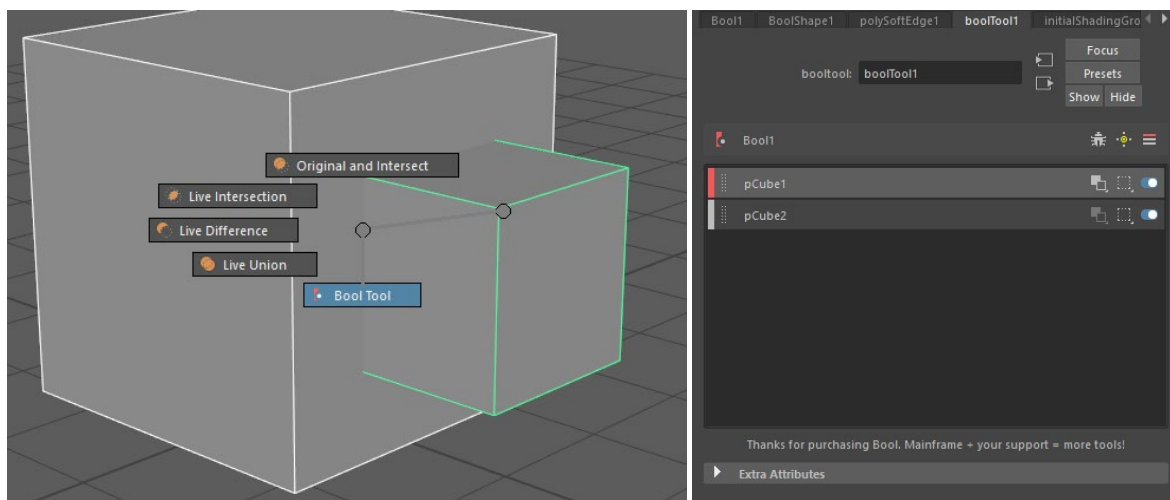 Original and Intersect
Live Intersection
Live Difference
Live Union
Bool Tool
Bool1 BoolShape1 polySoftEdge1 boolTool1 initialShadingGro
Focus
booltool: boolTool1 Presets
Show Hide
Bool1
pCube1
pCube2
Thanks for purchasing Bool. Mainframe + your support = more tools!
Extra Attributes